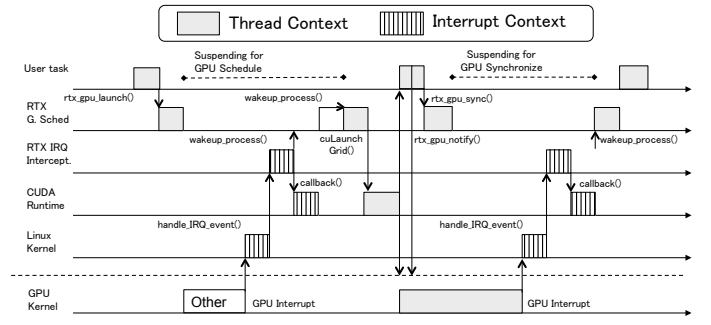 Thread Context
Interrupt Context
Suspending for
GPU Schedule
Suspending for
GPU Synchronize
User task
rtx_gpu_launch()
wakeup_process()
rtx_gpu_sync()
RTX
G. Sched
wakeup_process()
cuLaunch
Grid()
rtx_gpu_notify()
wakeup_process()
RTX IRQ
Intercept.
callback()
callback()
CUDA
Runtime
handle_IRQ_event()
handle_IRQ_event()
Linux
Kernel
GPU
Kernel
Other
GPU Interrupt
GPU Interrupt